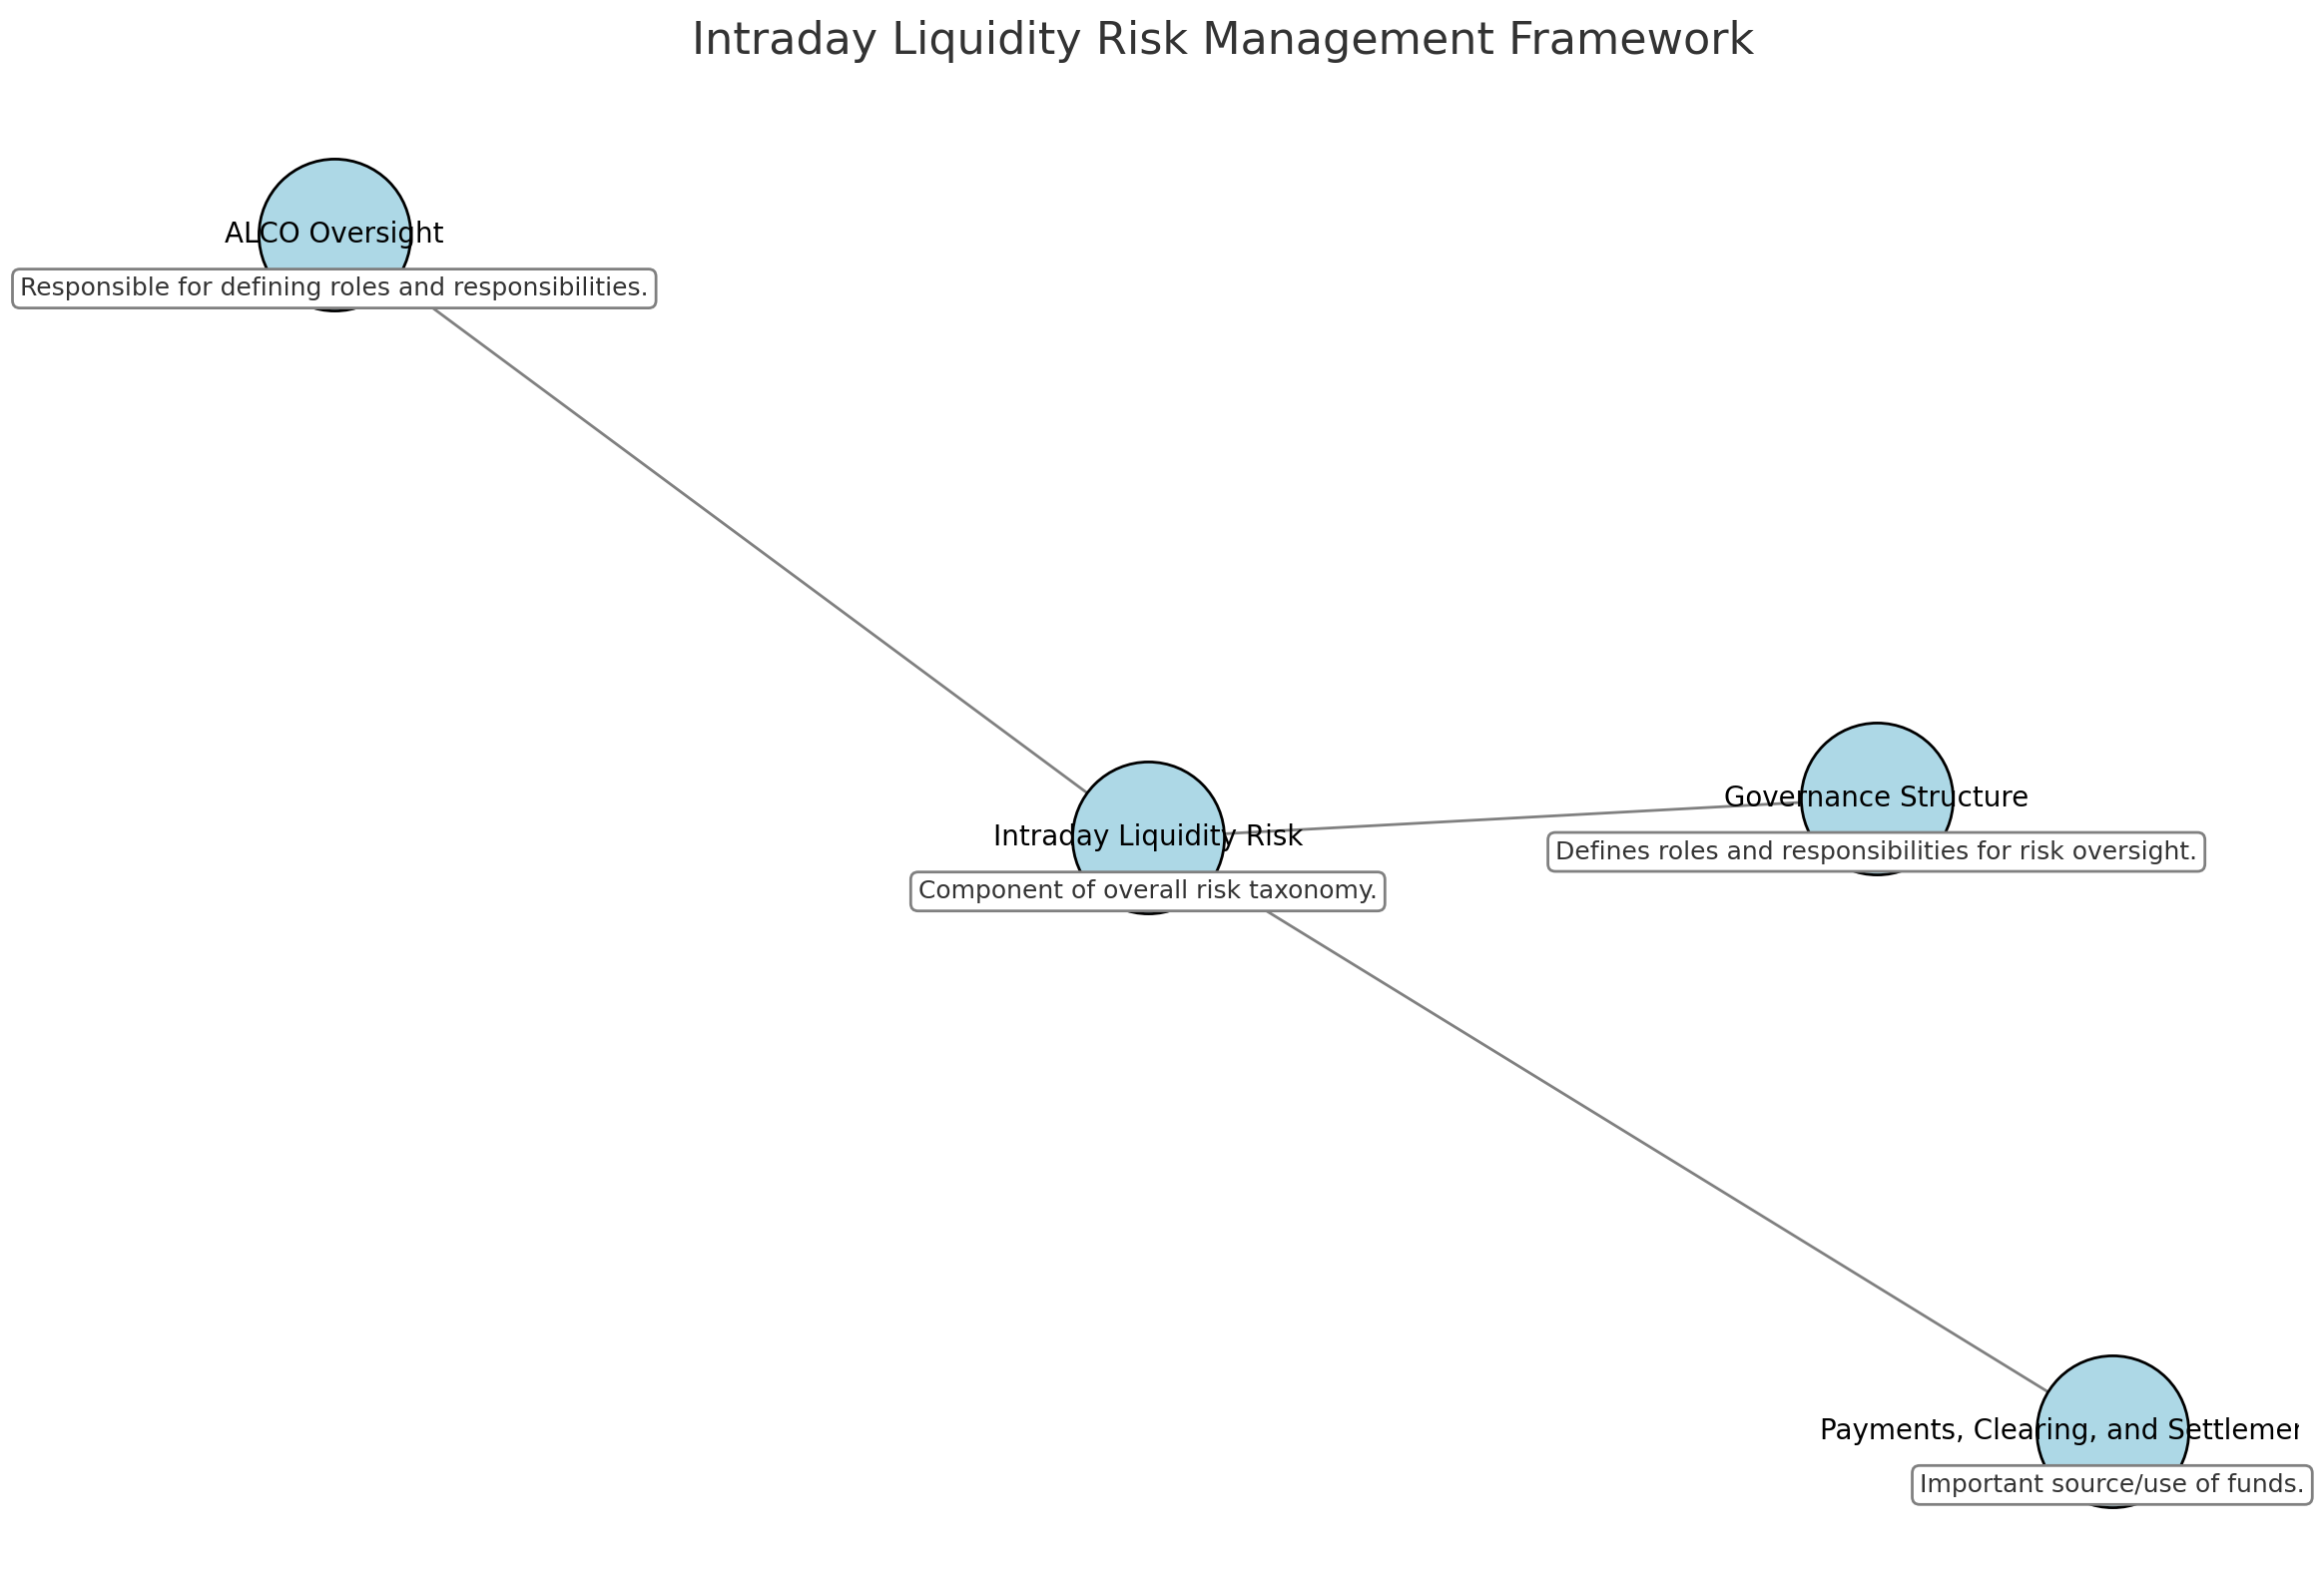 Intraday Liquidity Risk Management Framework
ALCO Oversight
Responsible for defining roles and responsibilities.
Governance Structure
Defines roles and responsibilities for risk oversight.
Intraday Liquidity Risk
Component of overall risk taxonomy.
Payments, Clearing, and Settlemen
Important source/use of funds.